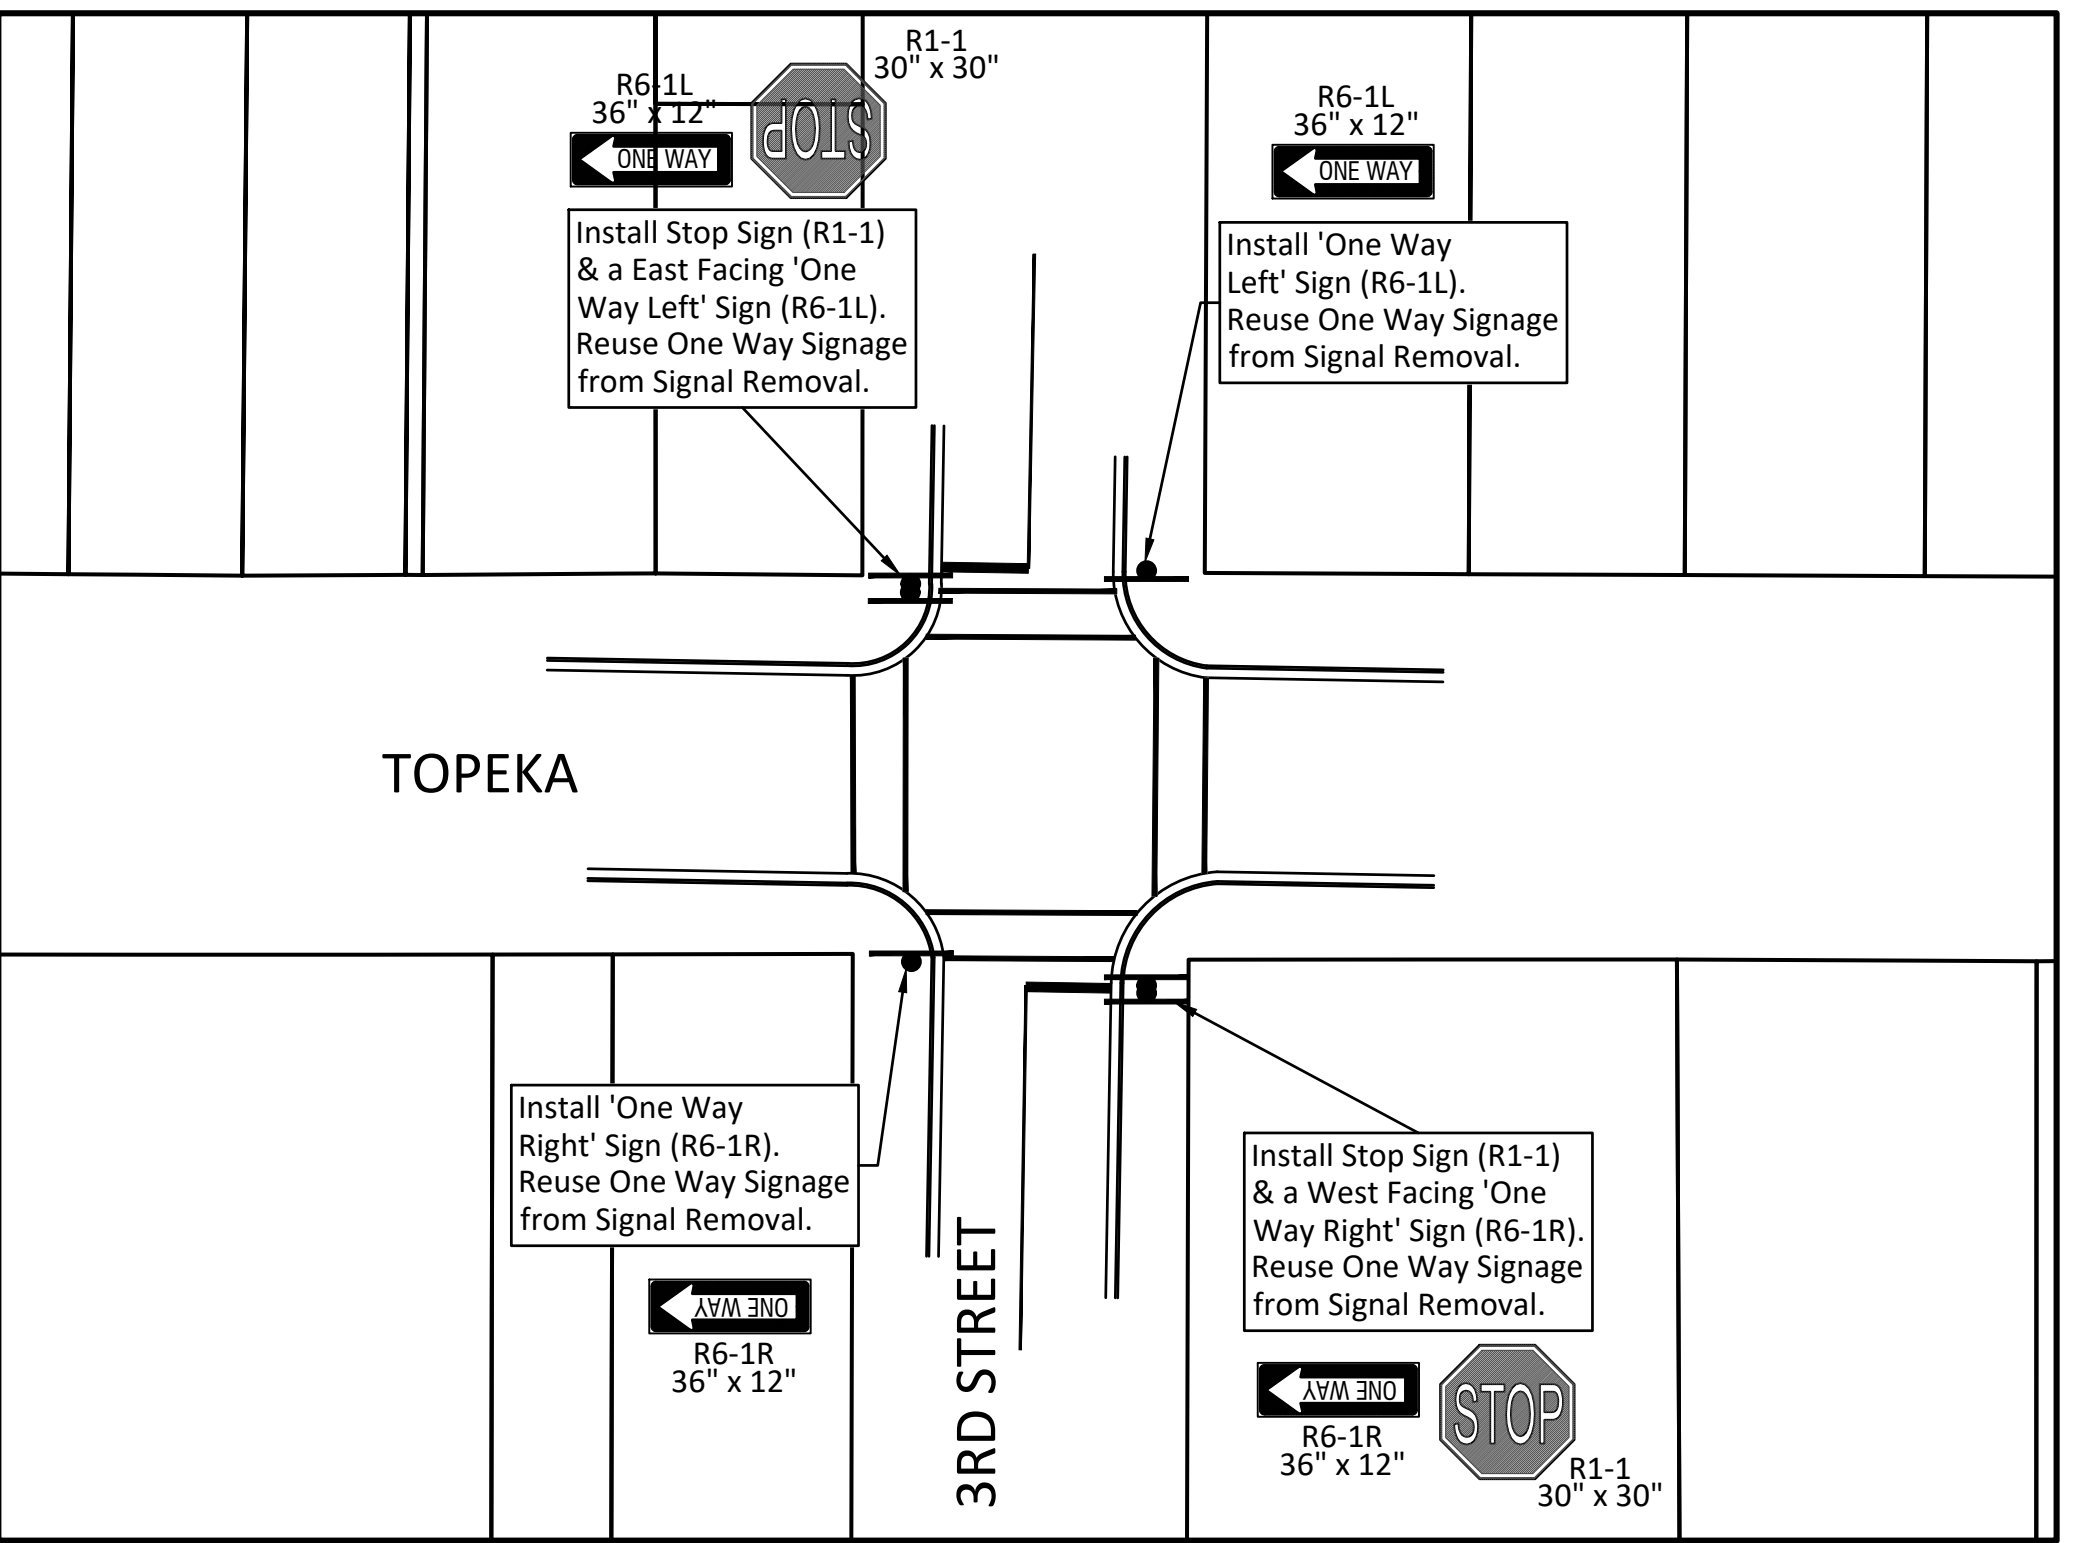 R6-1L
36" x 12"
ONE WAY
R1-1
30" x 30"
STOP
Install Stop Sign (R1-1)
& a East Facing 'One
Way Left' Sign (R6-1L).
Reuse One Way Signage
from Signal Removal.
R6-1L
36" x 12"
ONE WAY
Install 'One Way
Left' Sign (R6-1L).
Reuse One Way Signage
from Signal Removal.
TOPEKA
Install 'One Way
Right' Sign (R6-1R).
Reuse One Way Signage
from Signal Removal.
ONE WAY
R6-1R
36" x 12"
3RD STREET
Install Stop Sign (R1-1)
& a West Facing 'One
Way Right' Sign (R6-1R).
Reuse One Way Signage
from Signal Removal.
ONE WAY
R6-1R
36" x 12"
STOP
R1-1
30" x 30"